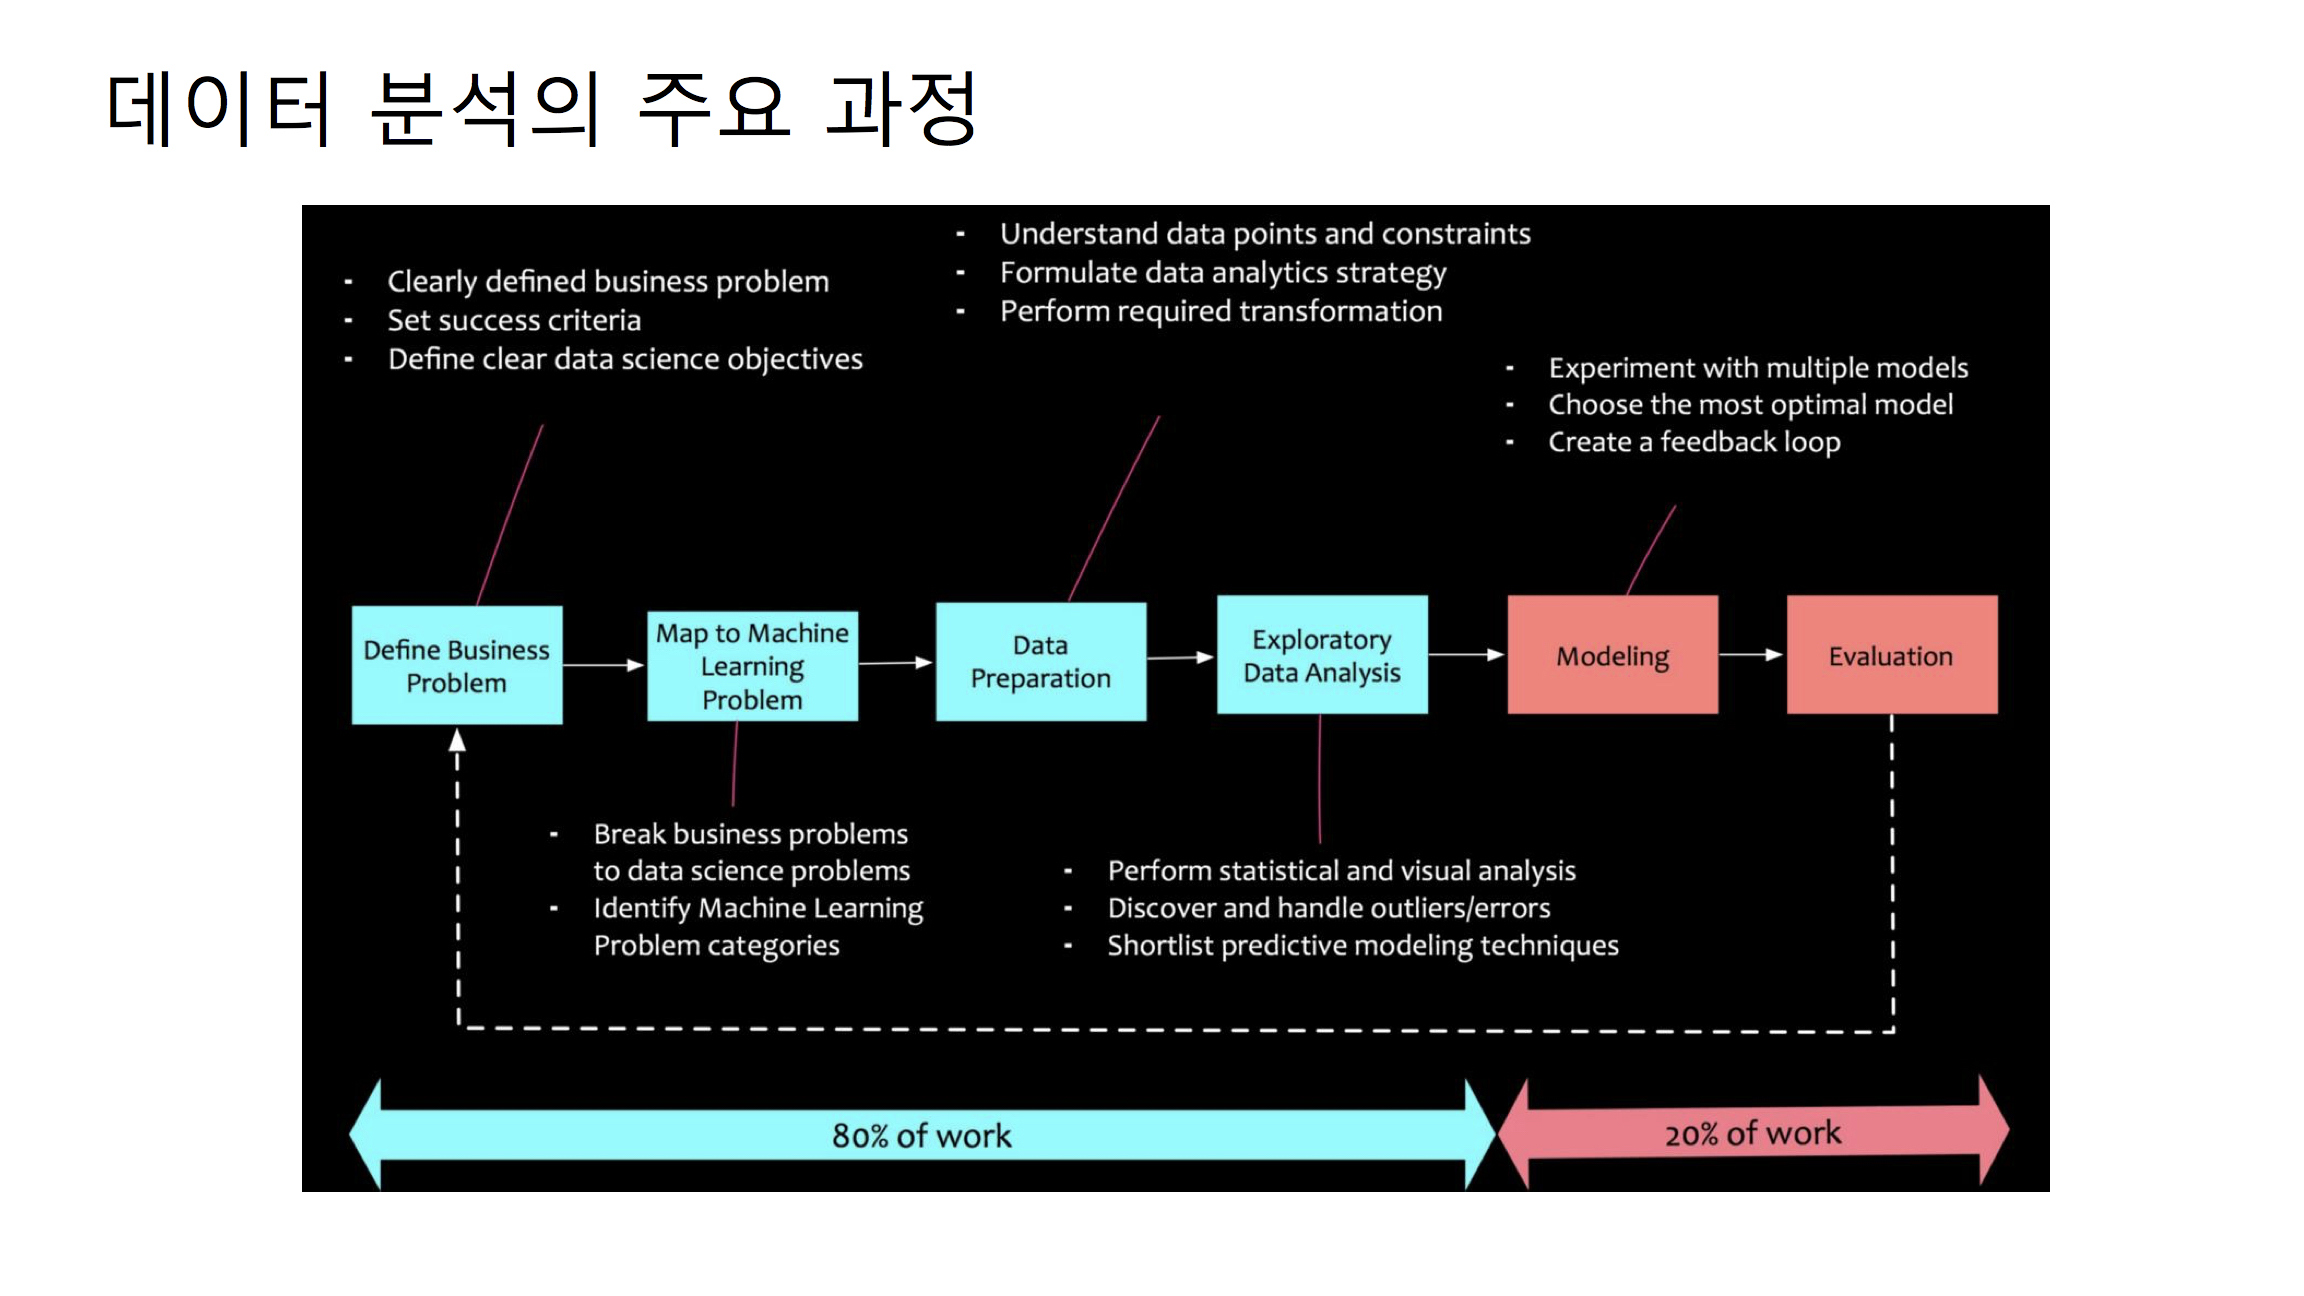 데이터 분석의 주요 과정
- Clearly defined business problem
- Set success criteria
- Define clear data science objectives
- Understand data points and constraints
- Formulate data analytics strategy
- Perform required transformation
- Experiment with multiple models
- Choose the most optimal model
- Create a feedback loop
Define Business
Problem
Map to Machine
Learning
Problem
Data
Preparation
Exploratory
Data Analysis
Modeling
Evaluation
- Break business problems
to data science problems
- Identify Machine Learning
Problem categories
- Perform statistical and visual analysis
- Discover and handle outliers/errors
- Shortlist predictive modeling techniques
80% of work
20% of work